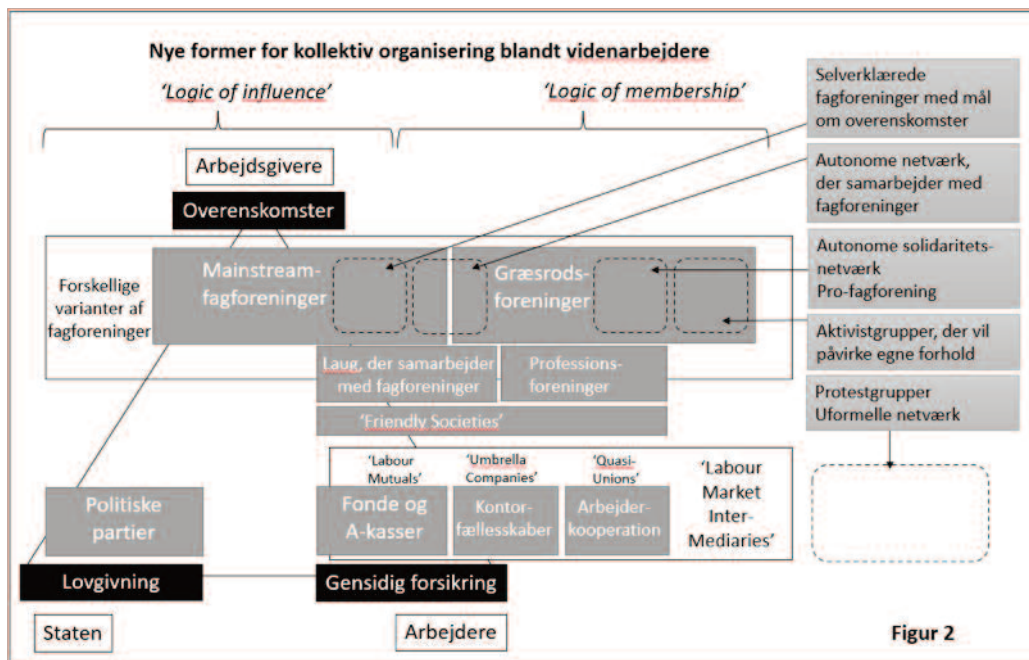 Nye former for kollektiv organisering blandt videnarbejdere
'Logic of influence'
'Logic of membership'
Arbejdsgivere
Overenskomster
Forskellige
varianter af
fagforeninger
Mainstream-
fagforeninger
Græsrods-
foreninger
Laug, der samarbejder
med fagforeninger
Professions-
foreninger
'Friendly Societies'
'Labour
Mutuals'
Fonde og
A-kasser
'Umbrella
Companies'
Kontor-
fællesskaber
'Quasi-
Unions'
Arbejder-
kooperation
'Labour
Market
Inter-
Mediaries'
Politiske
partier
Lovgivning
Gensidig forsikring
Staten
Arbejdere
Selverklærede
fagforeninger med mål
om overenskomster
Autonome netværk,
der samarbejder med
fagforeninger
Autonome solidaritets-
netværk
Pro-fagforening
Aktivistgrupper, der vil
påvirke egne forhold
Protestgrupper
Uformelle netværk
Figur 2